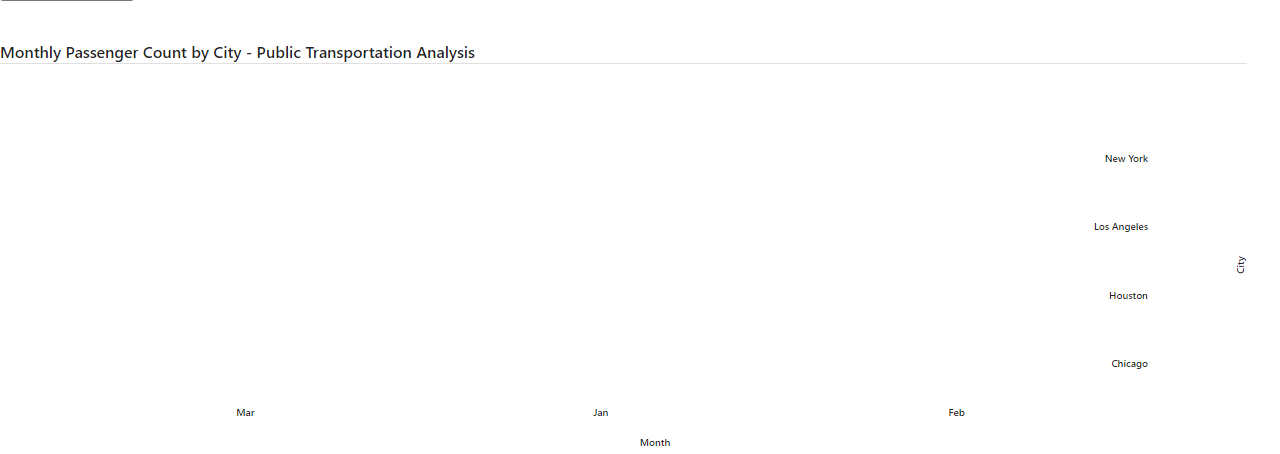 Monthly Passenger Count by City - Public Transportation Analysis
New York
Los Angeles
City
Houston
Chicago
Mar Jan Feb
Month